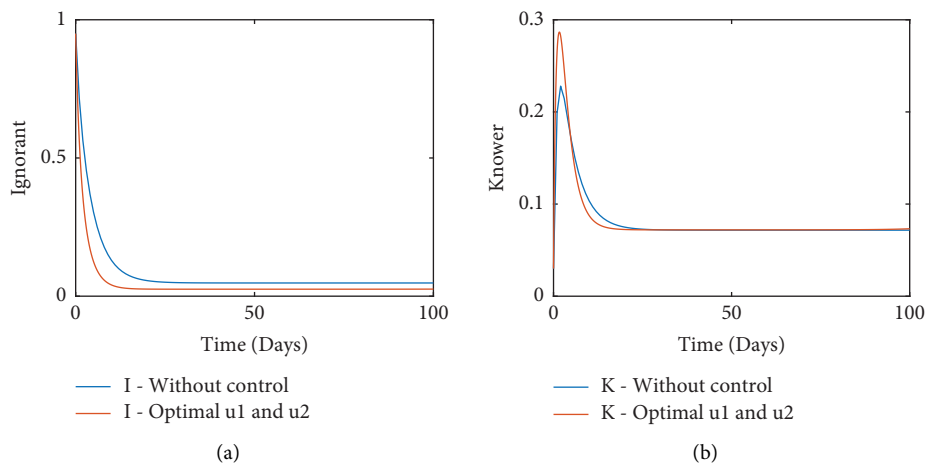 1
0.5
0
Ignorant
0
50
100
Time (Days)
I - Without control
I - Optimal u1 and u2
(a)
0.3
0.2
0.1
0
Knower
0
50
100
Time (Days)
K - Without control
K - Optimal u1 and u2
(b)